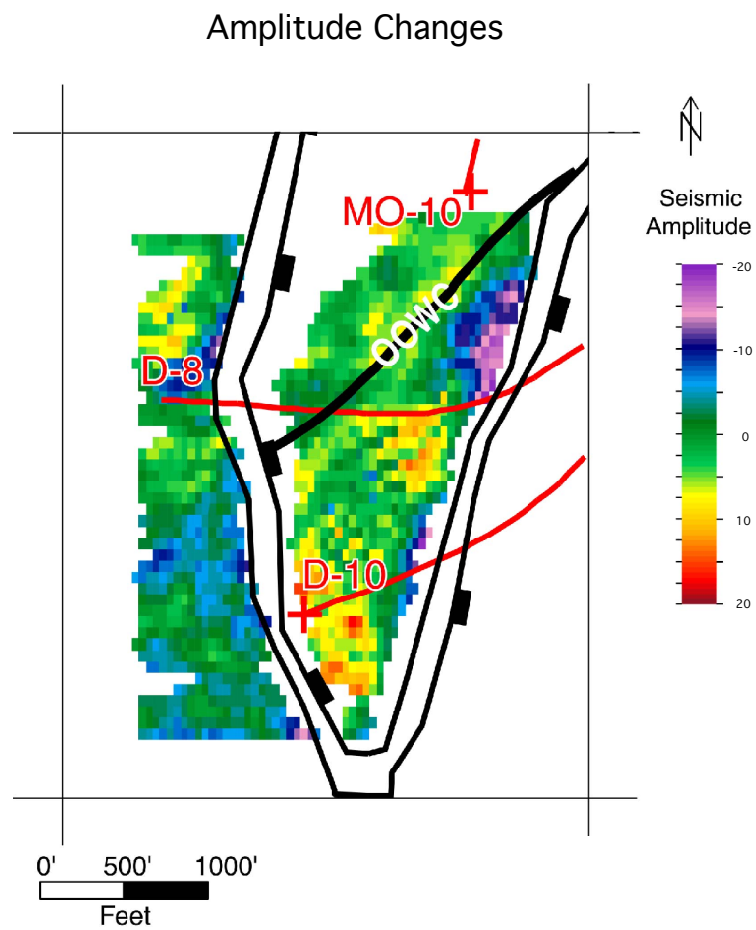 Amplitude Changes
N
Seismic
Amplitude
MO-10
OOWC
D-8
D-10
-20
-10
0
10
20
0' 500' 1000'
Feet